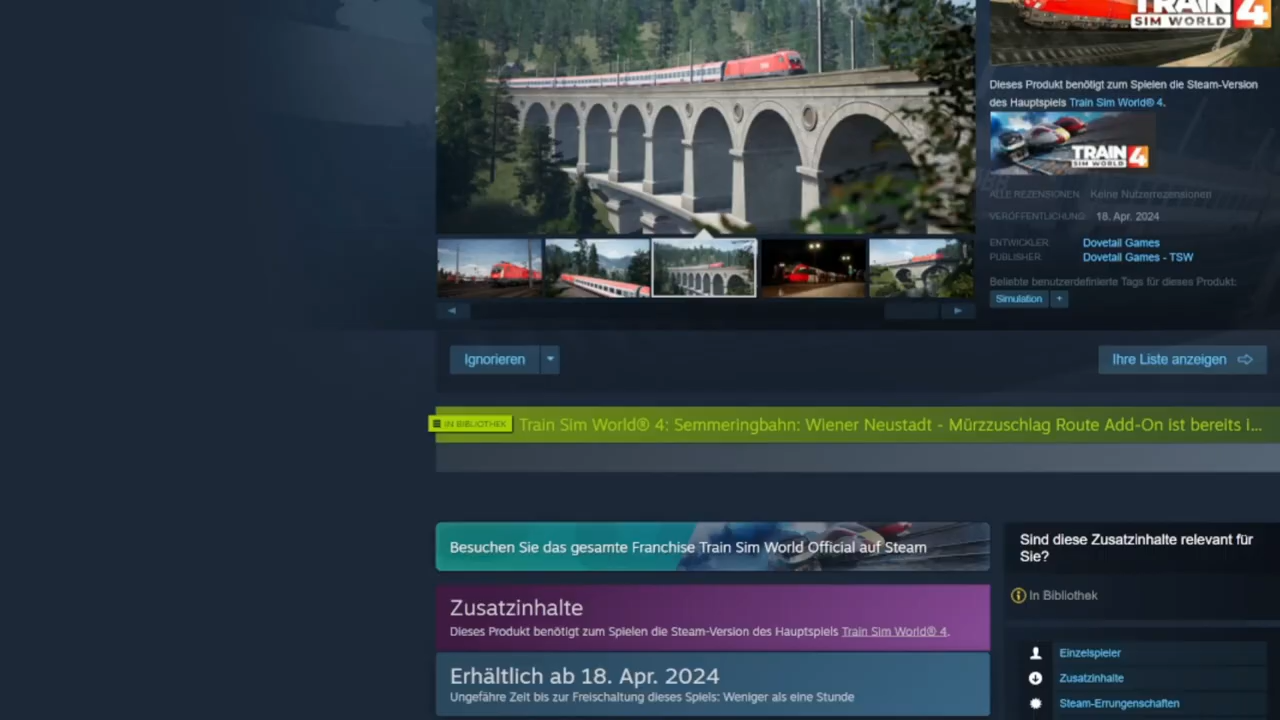 TRAIN 4
SIM WORLD
Dieses Produkt benötigt zum Spielen die Steam-Version
des Hauptspiels Train Sim World® 4.
TRAIN 4
SIM WORLD
ALLE REZENSIONEN: Keine Nutzerrezensionen
VERÖFFENTLICHUNG: 18. Apr. 2024
ENTWICKLER: Dovetail Games
PUBLISHER: Dovetail Games - TSW
Beliebte benutzerdefinierte Tags für dieses Produkt:
Simulation +
Ignorieren
Ihre Liste anzeigen
IN BIBLIOTHEK
Train Sim World® 4: Semmeringbahn: Wiener Neustadt - Mürzzuschlag Route Add-On ist bereits i...
Besuchen Sie das gesamte Franchise Train Sim World Official auf Steam
Sind diese Zusatzinhalte relevant für
Sie?
In Bibliothek
Zusatzinhalte
Dieses Produkt benötigt zum Spielen die Steam-Version des Hauptspiels Train Sim World® 4.
Erhältlich ab 18. Apr. 2024
Ungefähre Zeit bis zur Freischaltung dieses Spiels: Weniger als eine Stunde
Einzelspieler
Zusatzinhalte
Steam-Errungenschaften